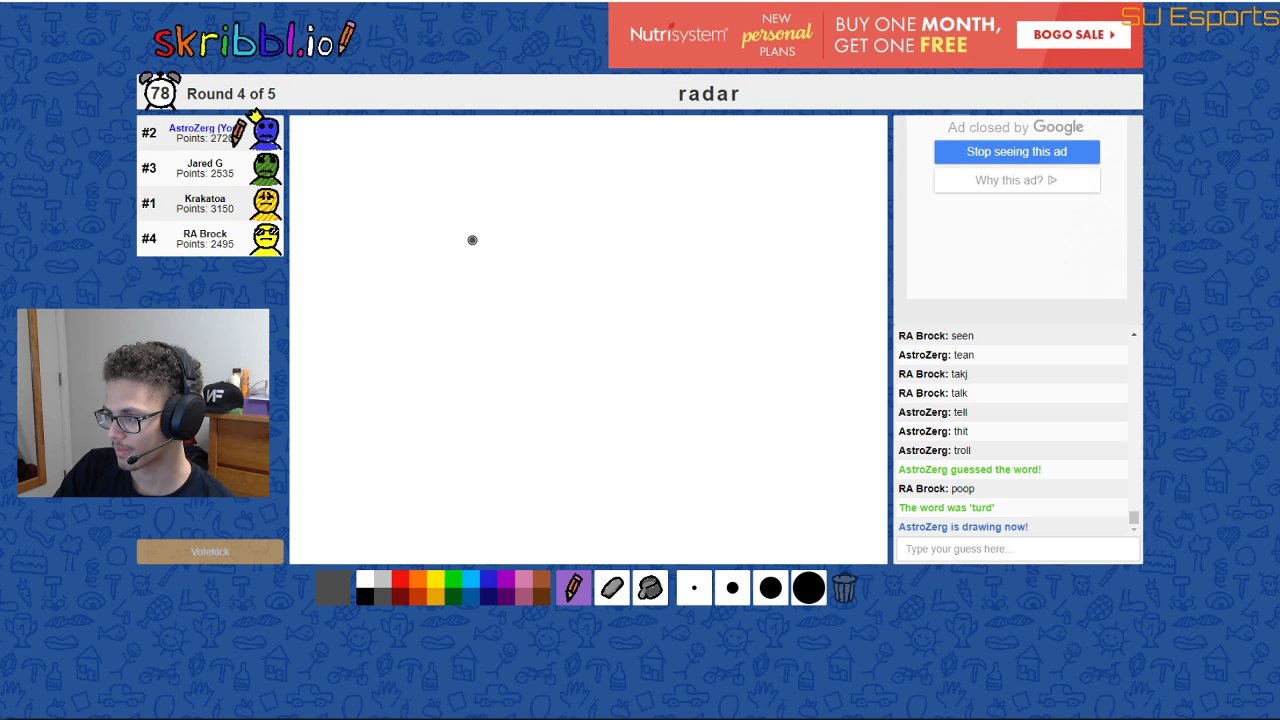 SU Esports
skribbl.io
Nutrisystem®
NEW
personal
PLANS
BUY ONE MONTH,
GET ONE FREE
BOGO SALE
78
Round 4 of 5
radar
#2
AstroZerg (Yo
Points: 2726
#3
Jared G
Points: 2535
#1
Krakatoa
Points: 3150
#4
RA Brock
Points: 2495
Votekick
Ad closed by Google
Stop seeing this ad
Why this ad?
RA Brock: seen
AstroZerg: tean
RA Brock: takj
RA Brock: talk
AstroZerg: tell
AstroZerg: thit
AstroZerg: troll
AstroZerg guessed the word!
RA Brock: poop
The word was 'turd'
AstroZerg is drawing now!
Type your guess here...